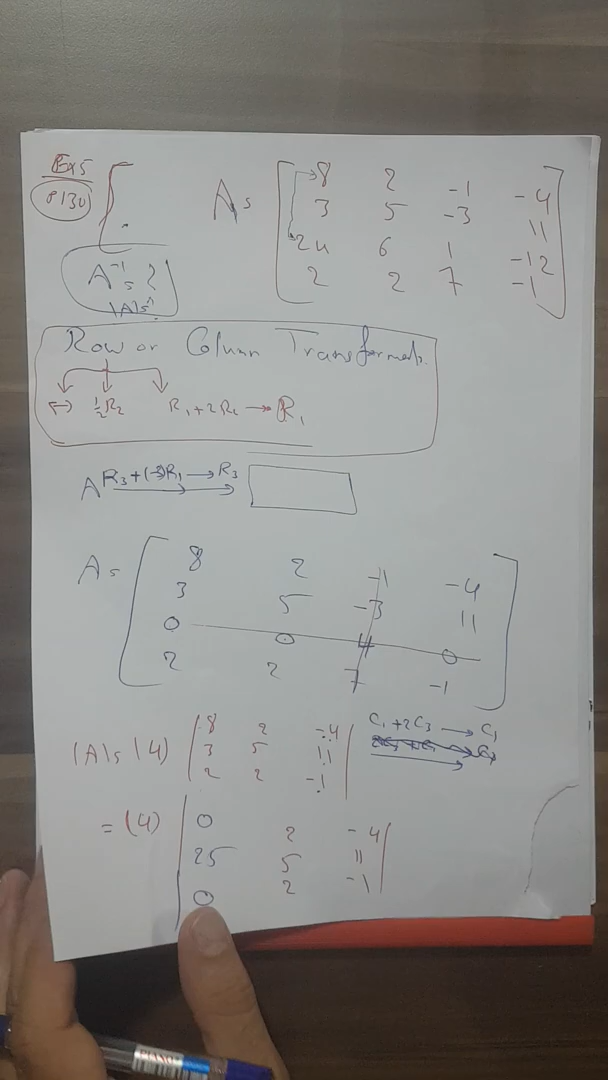 Ex5
8130
A = [ 8 2 -1 -4
3 5 -3 11
24 6 1 -12
2 2 7 -1 ]
A⁻¹ = ?
|A| = ?
Row or Column Transformats.
↔ ½R₂ R₁ + 2R₂ → R₁
A R₃ + (-3)R₁ → R₃
A = [ 8 2 -1 -4
3 5 -3 11
0 0 4 0
2 2 7 -1 ]
|A| = (4) | 8 2 -4 | C₁ + 2C₃ → C₁
| 3 5 11 |
| 2 2 -1 |
= (4) | 0 2 -4 |
| 25 5 11 |
| 0 2 -1 |
PIANO